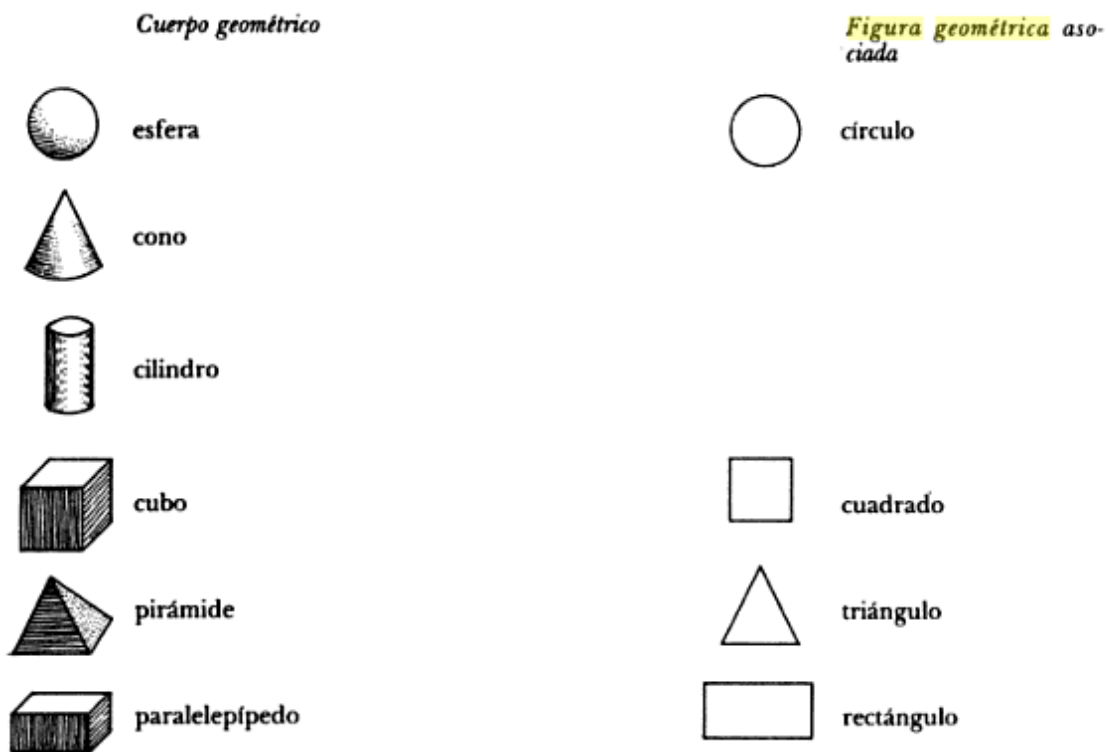 Cuerpo geométrico
Figura geométrica aso-
ciada
esfera
círculo
cono
cilindro
cubo
cuadrado
pirámide
triángulo
paralelepípedo
rectángulo